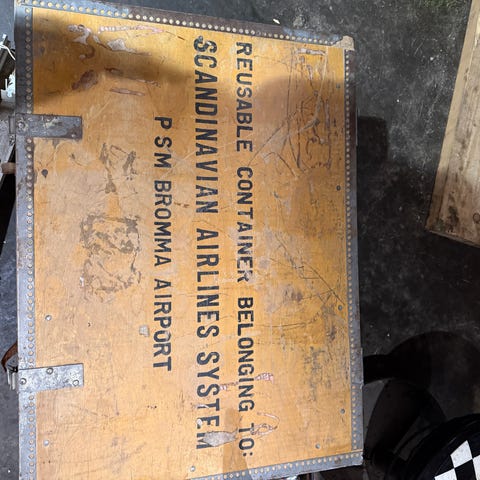 REUSABLE CONTAINER BELONGING TO:
SCANDINAVIAN AIRLINES SYSTEM
PSM BROMMA AIRPORT